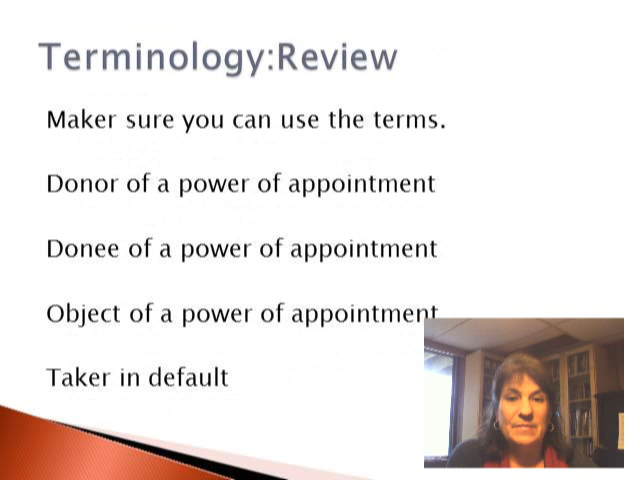 Terminology:Review
Maker sure you can use the terms.
Donor of a power of appointment
Donee of a power of appointment
Object of a power of appointment
Taker in default